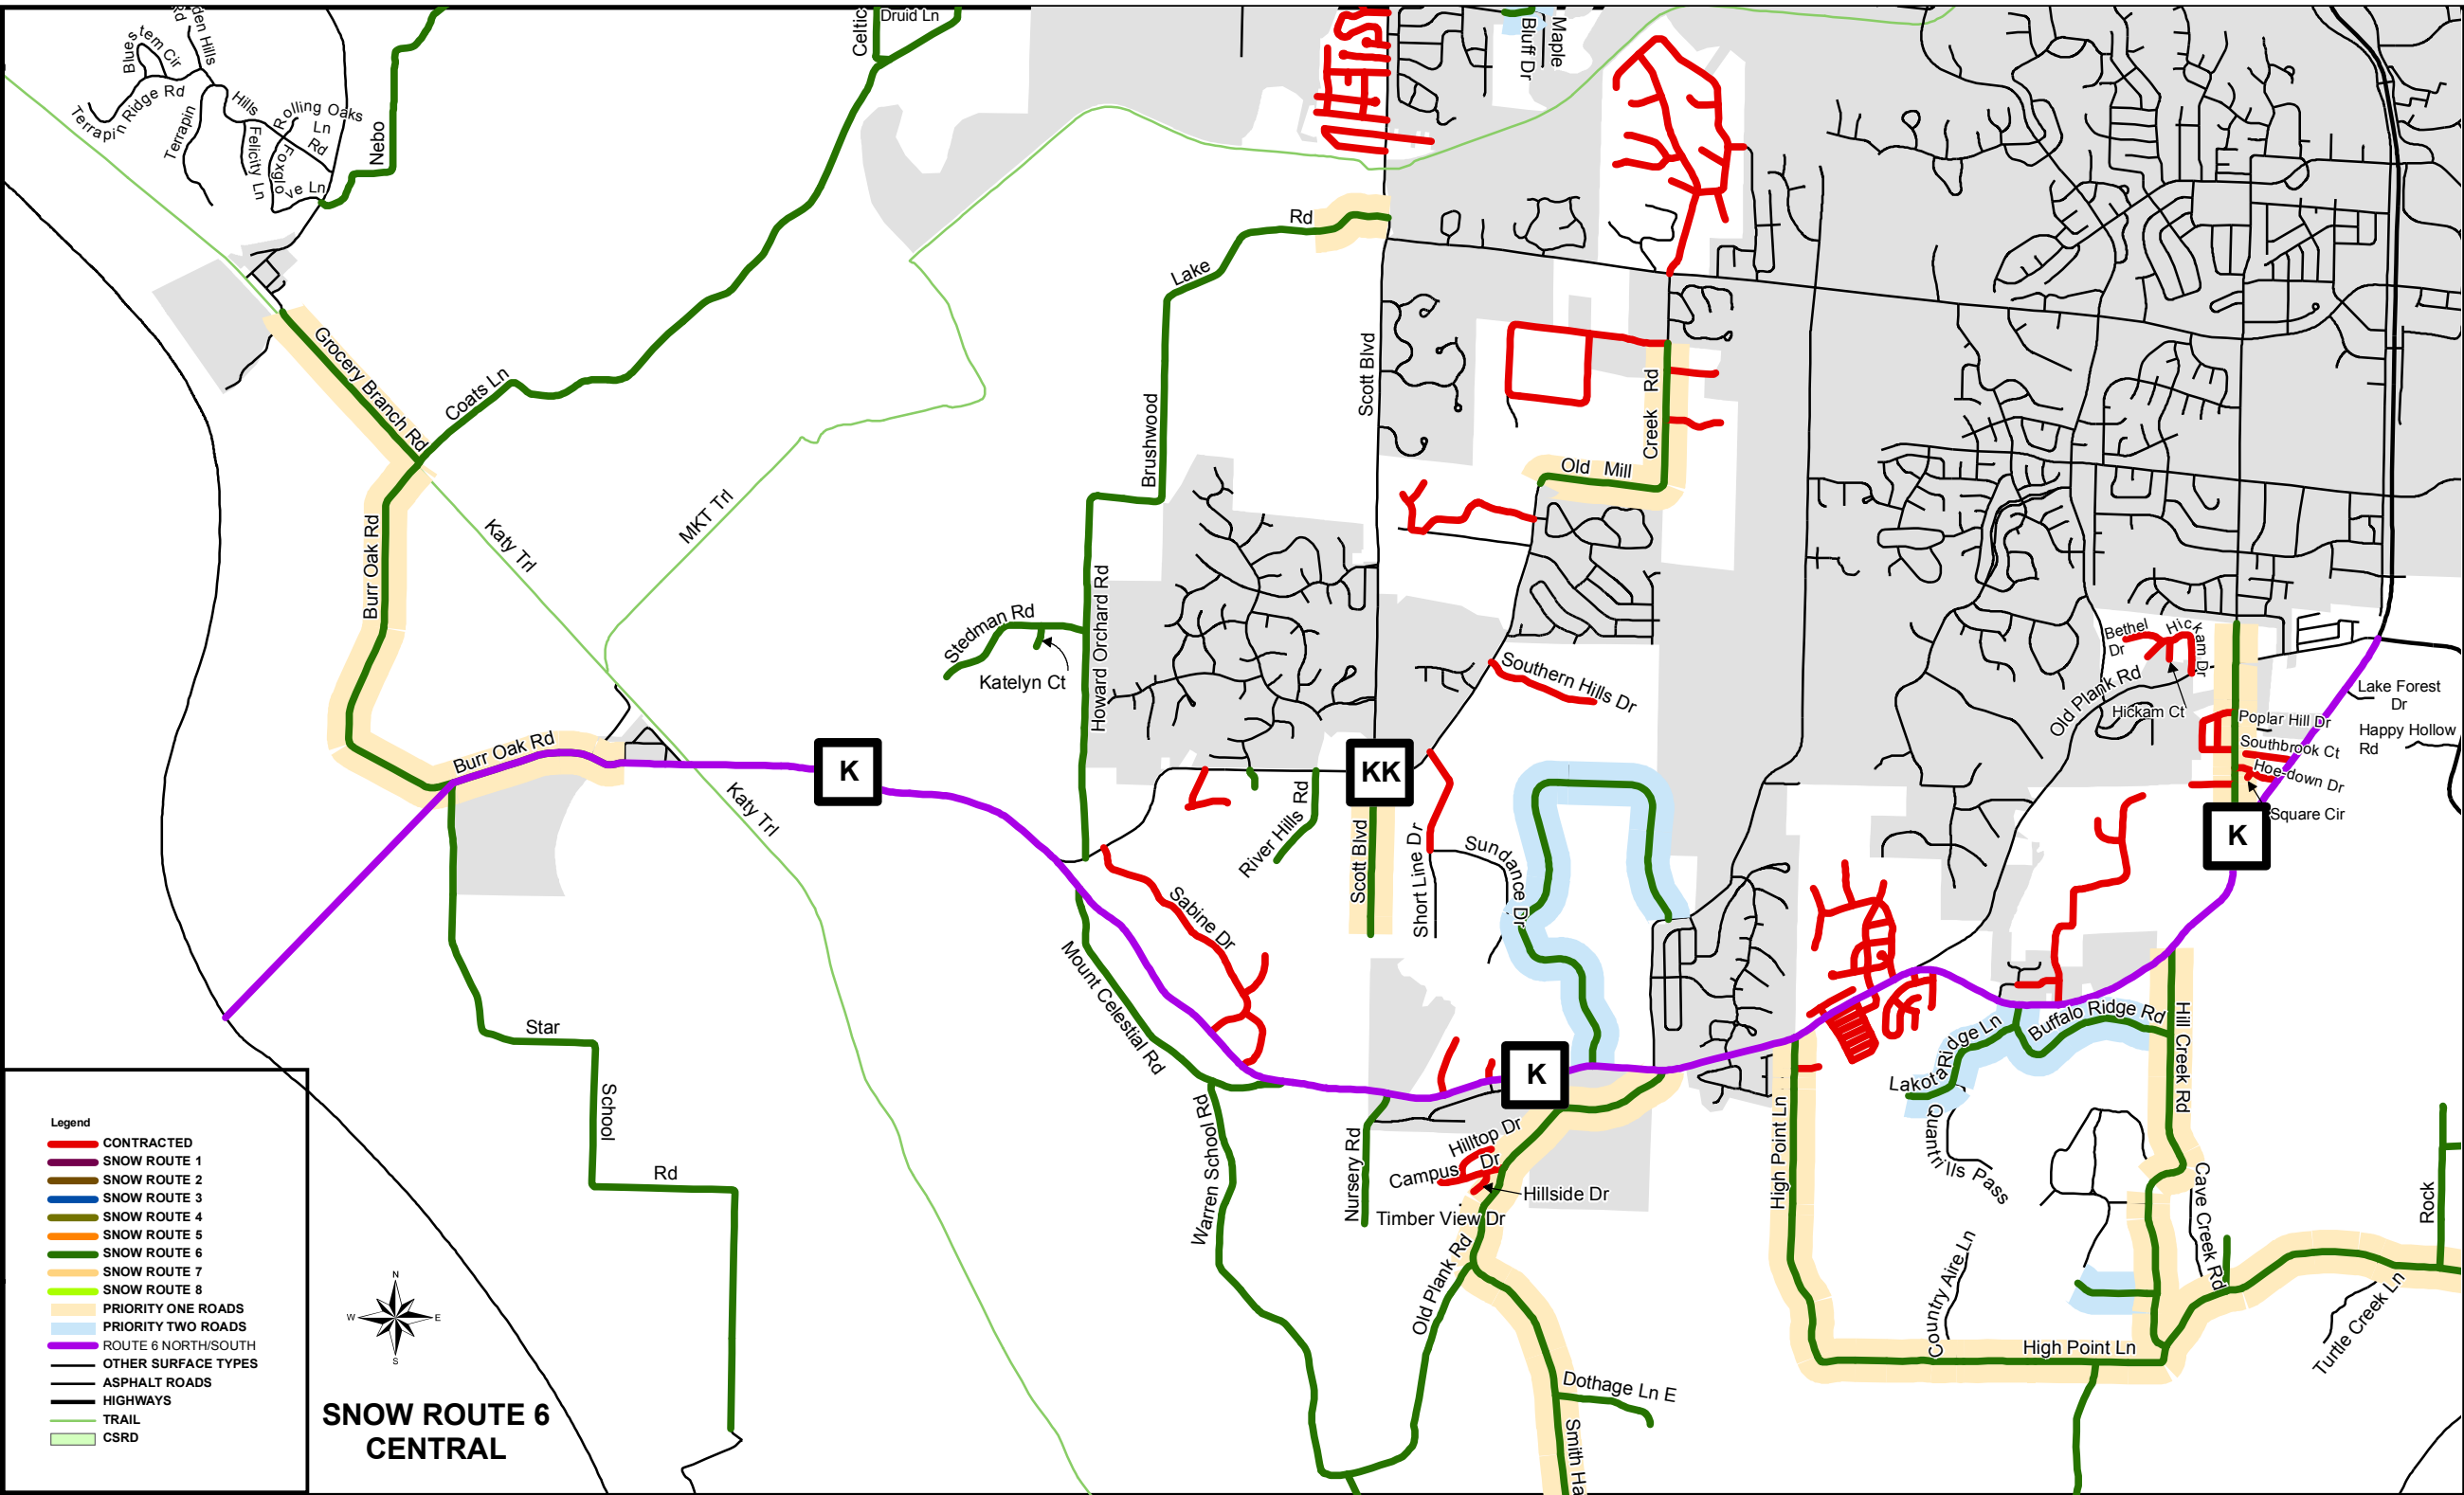 Celtic
Druid Ln
Bluff Dr
Maple
Rd
den Hills
Bluestem Cir
Terrapin Ridge Rd
Terrapin
Hills
Rd
Rolling Oaks
Ln
Felicity Ln
Foxglove Ln
Nebo
Rd
Lake
Brushwood
Scott Blvd
Grocery Branch Rd
Coats Ln
Creek Rd
Old Mill
Burr Oak Rd
Katy Trl
MKT Trl
Stedman Rd
Katelyn Ct
Howard Orchard Rd
Southern Hills Dr
Bethel
Dr
Hickam Dr
Old Plank Rd
Hickam Ct
Lake Forest
Dr
Poplar Hill Dr
Happy Hollow
Rd
Southbrook Ct
Hoe-down Dr
Square Cir
Burr Oak Rd
K
KK
K
Katy Trl
River Hills Rd
Scott Blvd
Short Line Dr
Sundance Dr
Sabine Dr
Mount Celestial Rd
Star
School
Rd
Warren School Rd
Nursery Rd
K
Hilltop Dr
Campus Dr
Hillside Dr
Timber View Dr
Old Plank Rd
High Point Ln
Lakota Ridge Ln
Buffalo Ridge Rd
Hill Creek Rd
Quantrills Pass
Cave Creek Rd
Rock
Country Aire Ln
High Point Ln
Turtle Creek Ln
Dothage Ln E
Smith Ha
Legend
CONTRACTED
SNOW ROUTE 1
SNOW ROUTE 2
SNOW ROUTE 3
SNOW ROUTE 4
SNOW ROUTE 5
SNOW ROUTE 6
SNOW ROUTE 7
SNOW ROUTE 8
PRIORITY ONE ROADS
PRIORITY TWO ROADS
ROUTE 6 NORTH/SOUTH
OTHER SURFACE TYPES
ASPHALT ROADS
HIGHWAYS
TRAIL
CSRD
N
W E
S
SNOW ROUTE 6
CENTRAL